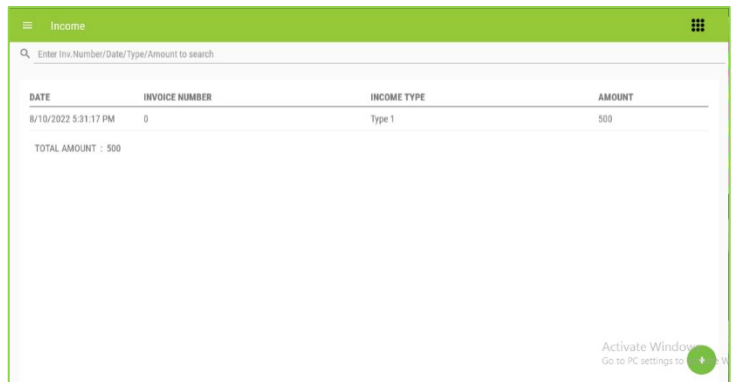 Income
Enter Inv.Number/Date/Type/Amount to search
DATE INVOICE NUMBER INCOME TYPE AMOUNT
8/10/2022 5:31:17 PM 0 Type 1 500
TOTAL AMOUNT : 500
Activate Window
Go to PC settings to